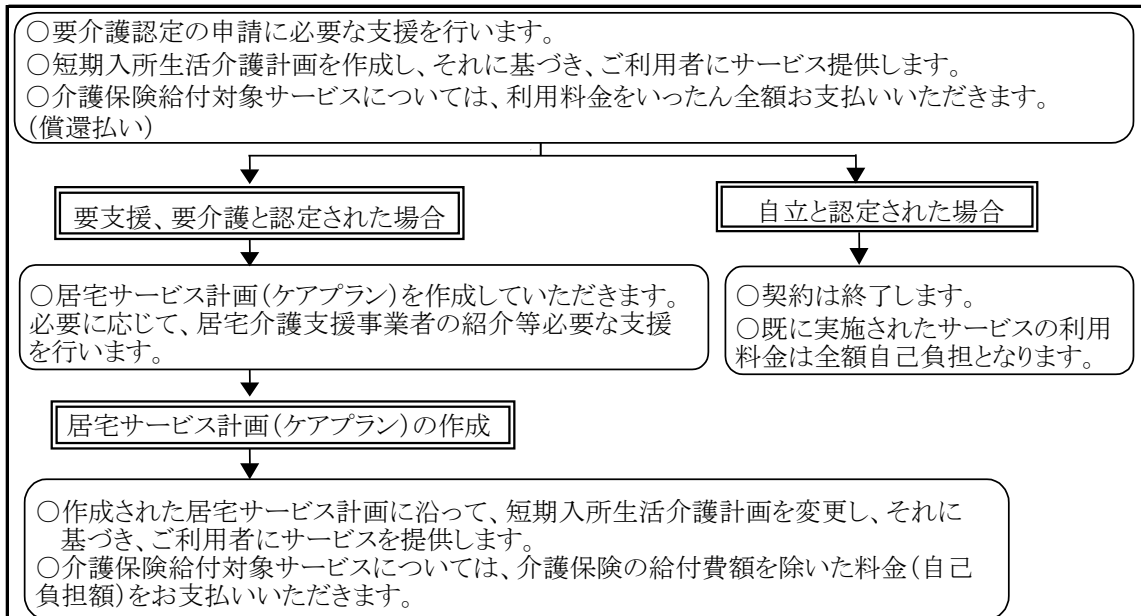 ○要介護認定の申請に必要な支援を行います。
○短期入所生活介護計画を作成し、それに基づき、ご利用者にサービス提供します。
○介護保険給付対象サービスについては、利用料金をいったん全額お支払いいただきます。
(償還払い)
要支援、要介護と認定された場合
自立と認定された場合
○居宅サービス計画(ケアプラン)を作成していただきます。
必要に応じて、居宅介護支援事業者の紹介等必要な支援
を行います。
○契約は終了します。
○既に実施されたサービスの利用
料金は全額自己負担となります。
居宅サービス計画(ケアプラン)の作成
○作成された居宅サービス計画に沿って、短期入所生活介護計画を変更し、それに
基づき、ご利用者にサービスを提供します。
○介護保険給付対象サービスについては、介護保険の給付費額を除いた料金(自己
負担額)をお支払いいただきます。